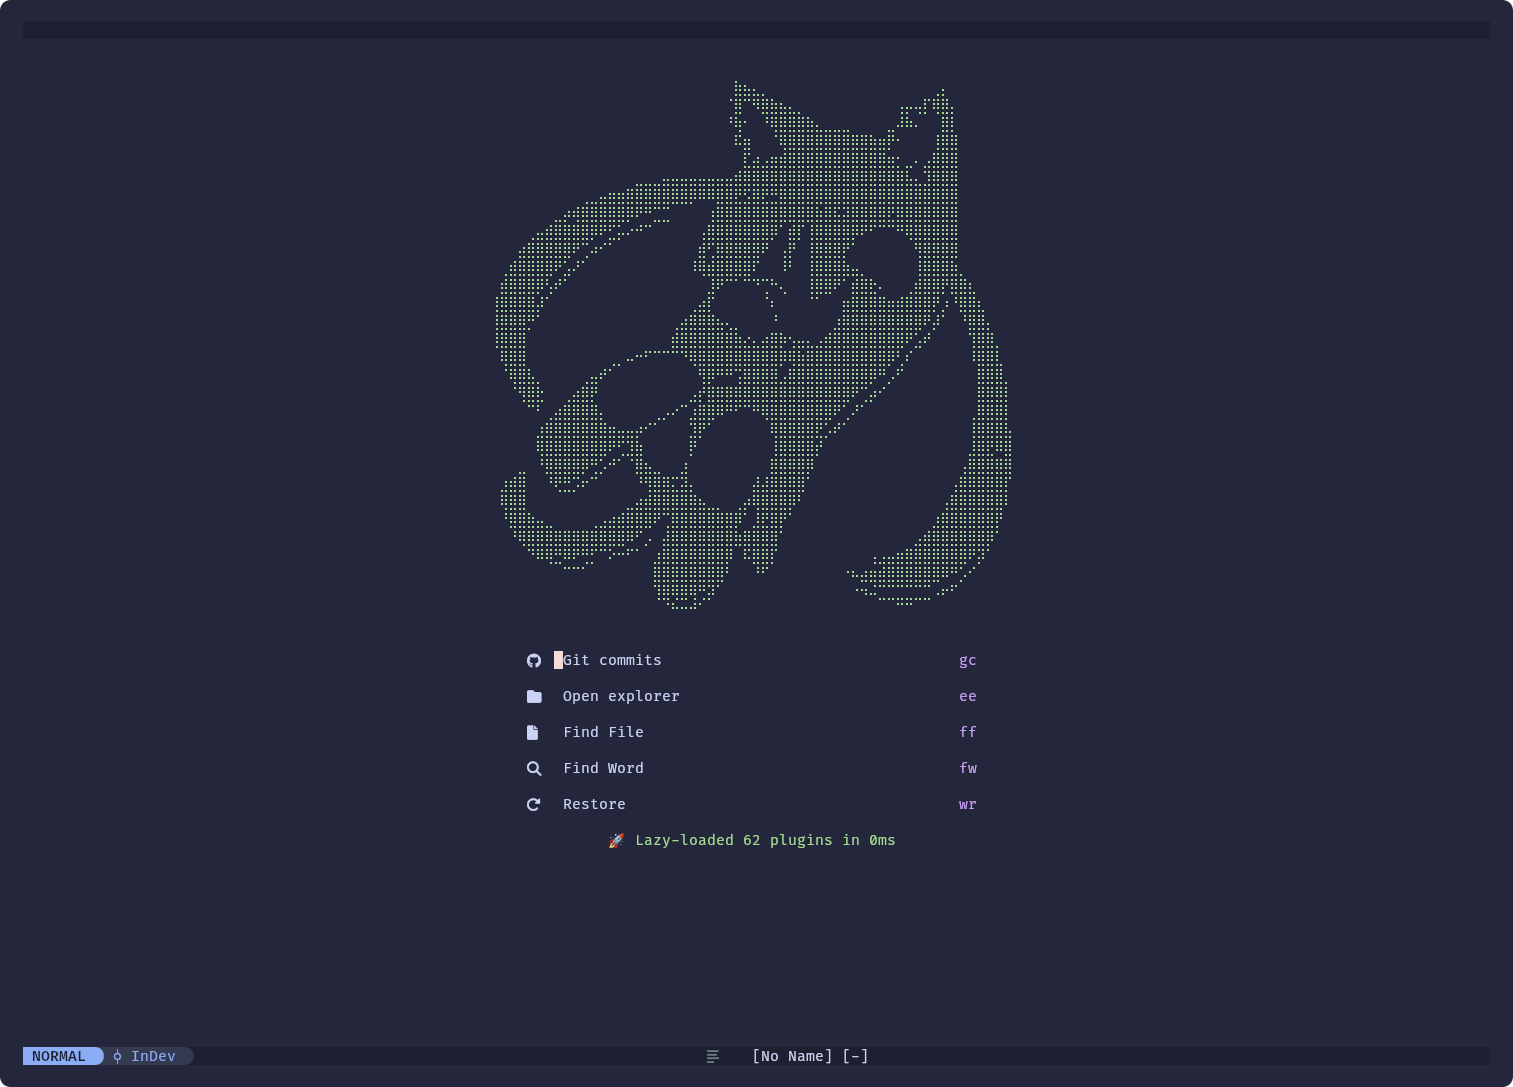 Git commits gc
Open explorer ee
Find File ff
Find Word fw
Restore wr
🚀 Lazy-loaded 62 plugins in 0ms
NORMAL InDev [No Name] [-]